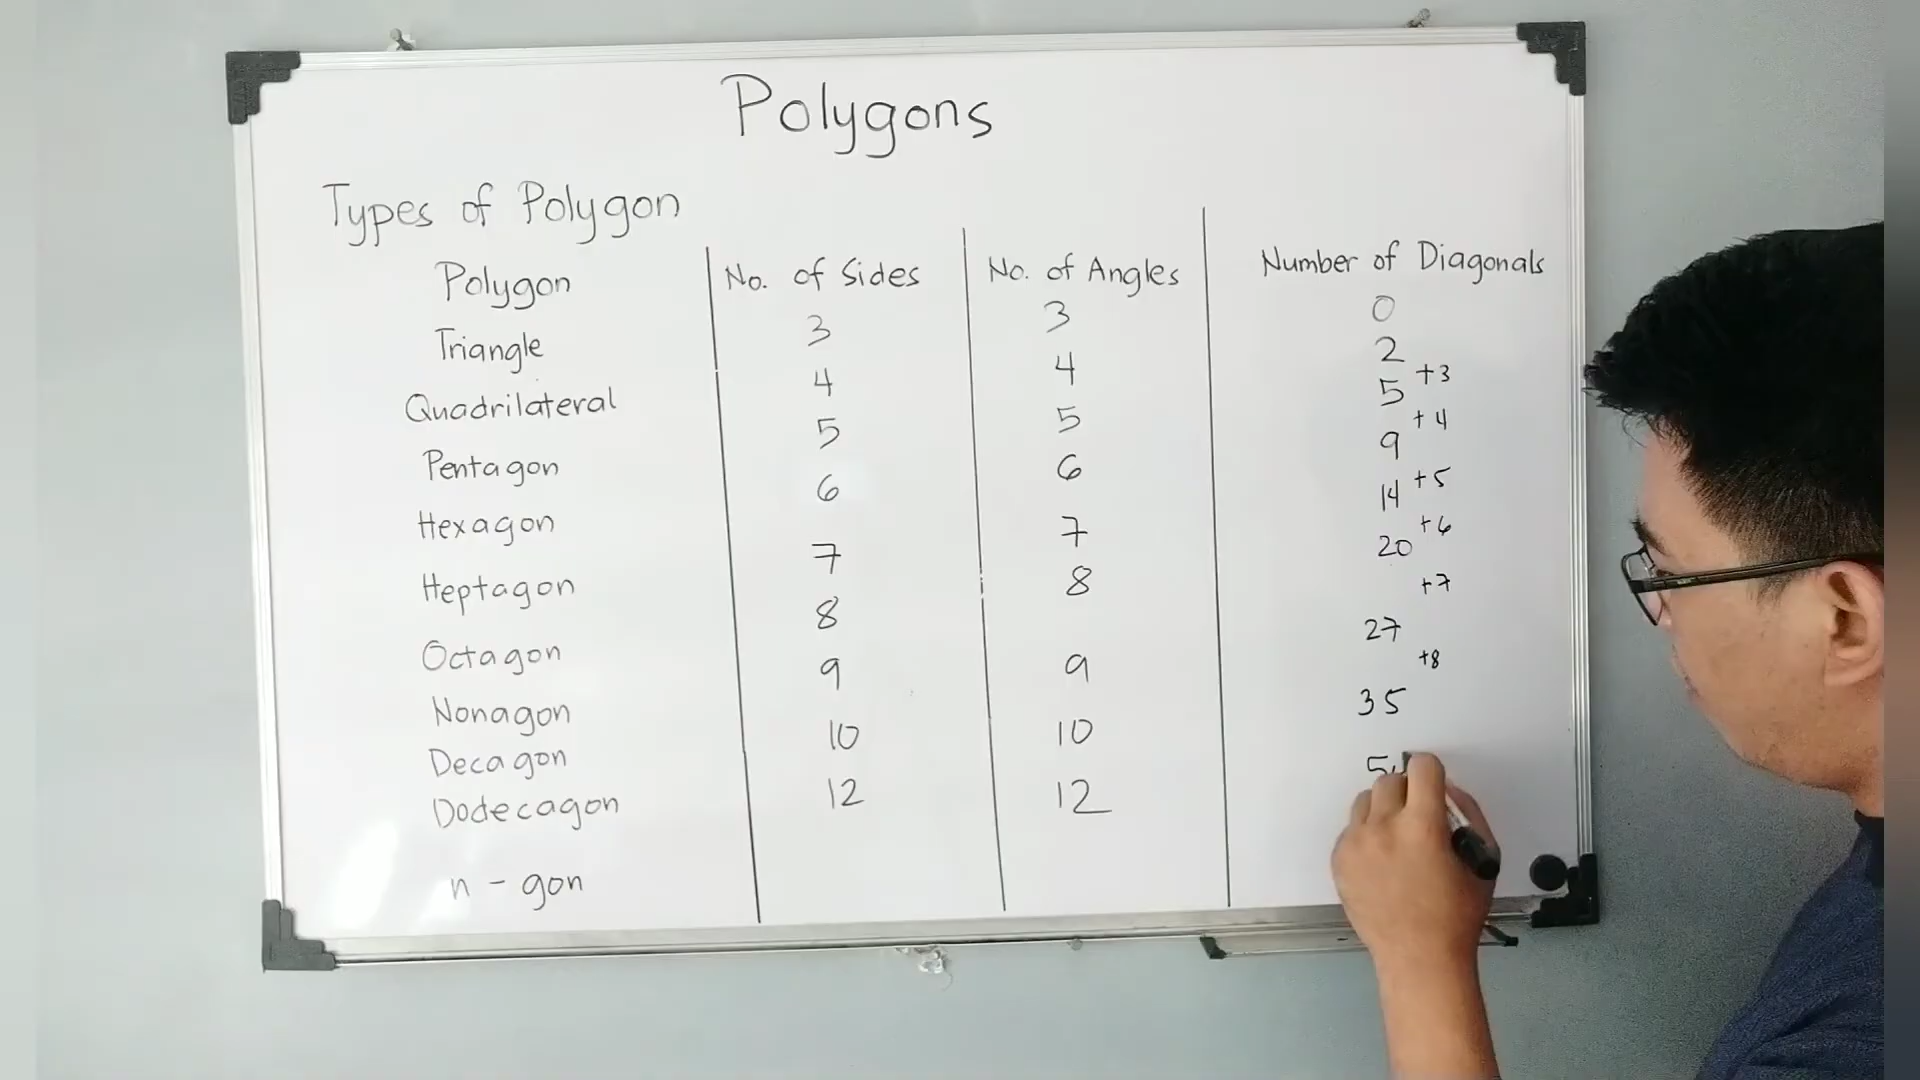 Polygons
Types of Polygon
Polygon No. of Sides No. of Angles Number of Diagonals
Triangle 3 3 0
Quadrilateral 4 4 2
+3
Pentagon 5 5 5
+4
Hexagon 6 6 9
+5
Heptagon 7 7 14
+6
Octagon 8 8 20
+7
Nonagon 9 9 27
+8
Decagon 10 10 35
Dodecagon 12 12
n - gon